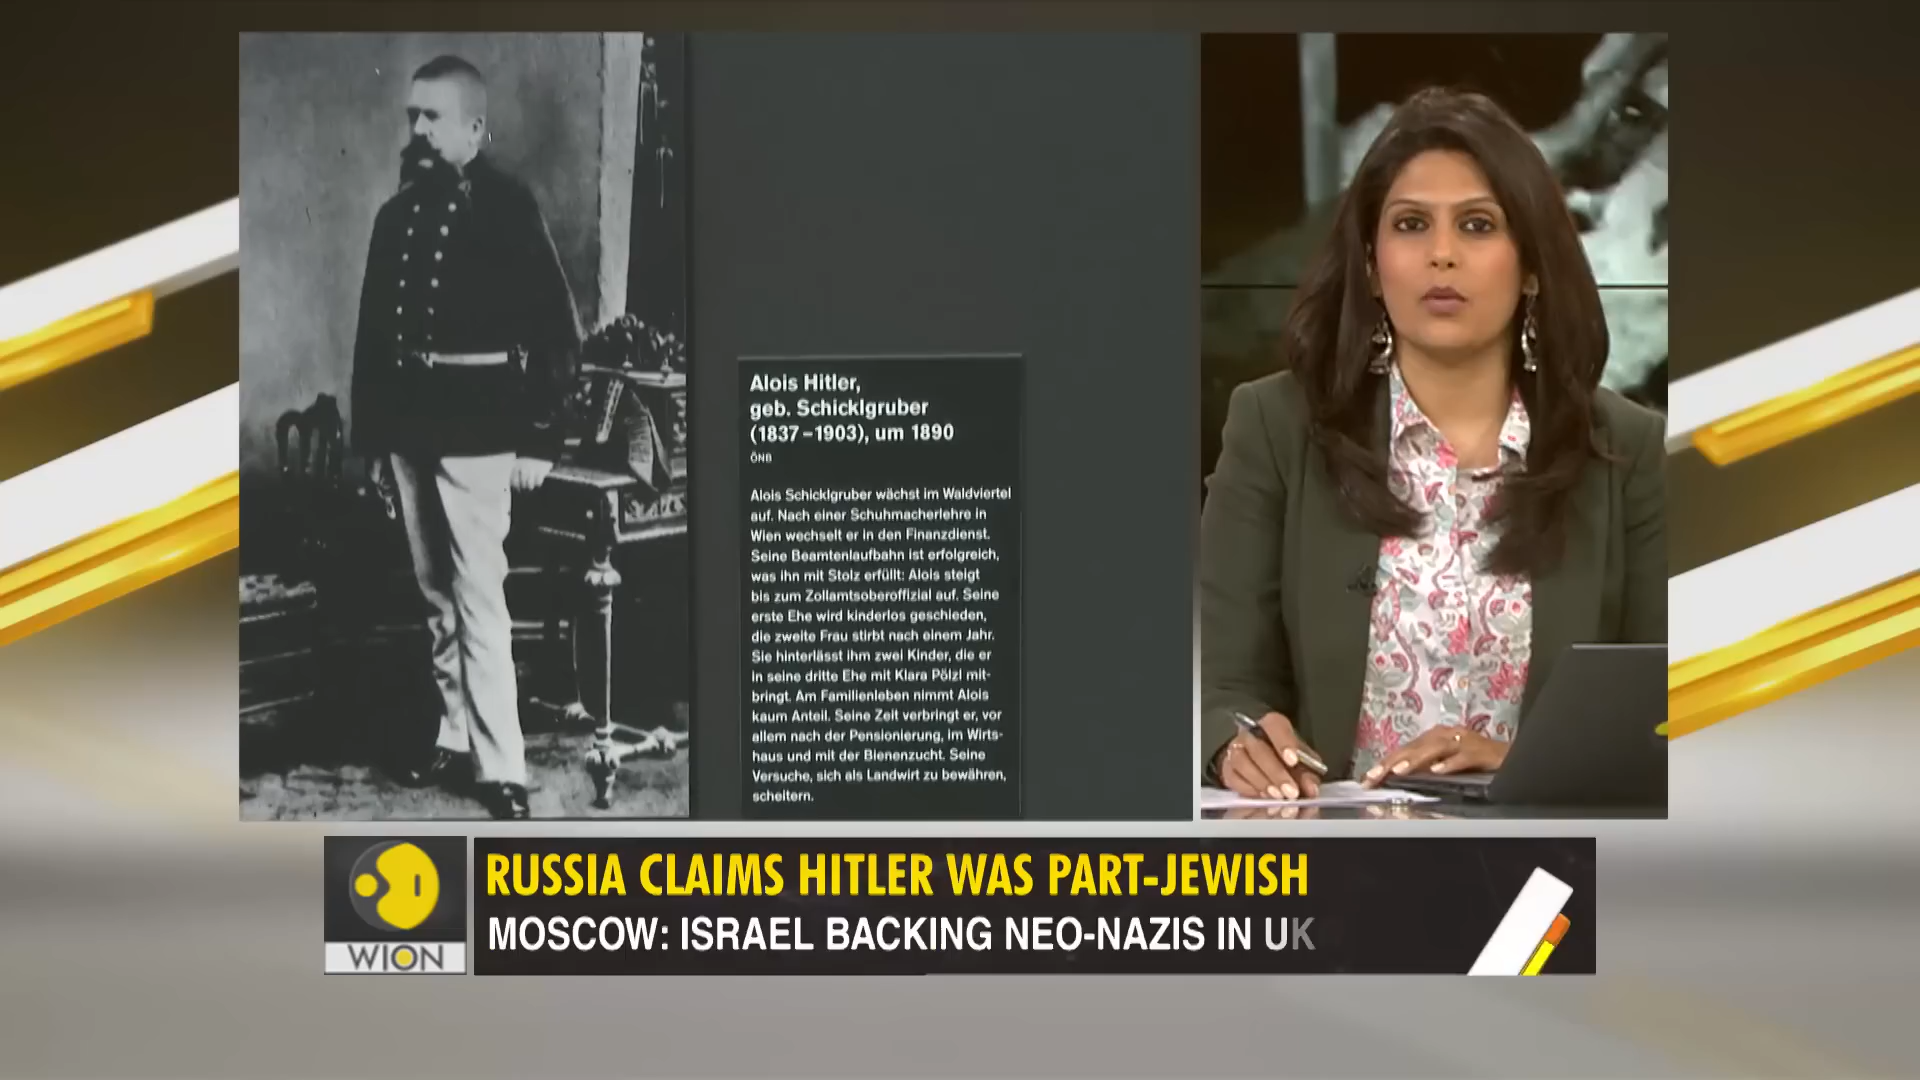 Alois Hitler,
geb. Schicklgruber
(1837–1903), um 1890
ÖNB
Alois Schicklgruber wächst im Waldviertel
auf. Nach einer Schuhmacherlehre in
Wien wechselt er in den Finanzdienst.
Seine Beamtenlaufbahn ist erfolgreich,
was ihn mit Stolz erfüllt: Alois steigt
bis zum Zollamtsoberoffizial auf. Seine
erste Ehe wird kinderlos geschieden,
die zweite Frau stirbt nach einem Jahr.
Sie hinterlässt ihm zwei Kinder, die er
in seine dritte Ehe mit Klara Pölzl mit-
bringt. Am Familienleben nimmt Alois
kaum Anteil. Seine Zeit verbringt er, vor
allem nach der Pensionierung, im Wirts-
haus und mit der Bienenzucht. Seine
Versuche, sich als Landwirt zu bewähren,
scheitern.
RUSSIA CLAIMS HITLER WAS PART-JEWISH
MOSCOW: ISRAEL BACKING NEO-NAZIS IN UK
WION